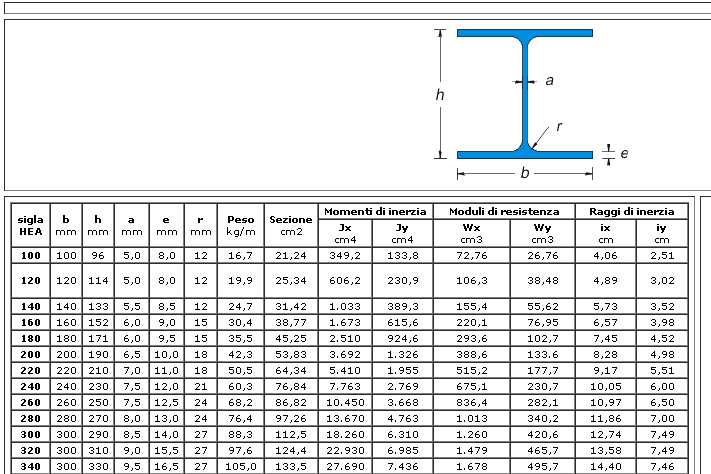 h
a
r
e
b
sigla HEA b mm h mm a mm e mm r mm Peso kg/m Sezione cm2 Momenti di inerzia Moduli di resistenza Raggi di inerzia
Jx cm4 Jy cm4 Wx cm3 Wy cm3 ix cm iy cm
100 100 96 5,0 8,0 12 16,7 21,24 349,2 133,8 72,76 26,76 4,06 2,51
120 120 114 5,0 8,0 12 19,9 25,34 606,2 230,9 106,3 38,48 4,89 3,02
140 140 133 5,5 8,5 12 24,7 31,42 1.033 389,3 155,4 55,62 5,73 3,52
160 160 152 6,0 9,0 15 30,4 38,77 1.673 615,6 220,1 76,95 6,57 3,98
180 180 171 6,0 9,5 15 35,5 45,25 2.510 924,6 293,6 102,7 7,45 4,52
200 200 190 6,5 10,0 18 42,3 53,83 3.692 1.326 388,6 133.6 8,28 4,98
220 220 210 7,0 11,0 18 50,5 64,34 5.410 1.955 515,2 177,7 9,17 5,51
240 240 230 7,5 12,0 21 60,3 76,84 7.763 2.769 675,1 230,7 10,05 6,00
260 260 250 7,5 12,5 24 68,2 86,82 10.450 3.668 836,4 282,1 10,97 6,50
280 280 270 8,0 13,0 24 76,4 97,26 13.670 4.763 1.013 340,2 11,86 7,00
300 300 290 8,5 14,0 27 88,3 112,5 18.260 6.310 1.260 420,6 12,74 7,49
320 300 310 9,0 15,5 27 97,6 124,4 22.930 6.985 1.479 465,7 13,58 7,49
340 300 330 9,5 16,5 27 105,0 133,5 27.690 7.436 1.678 495,7 14,40 7,46